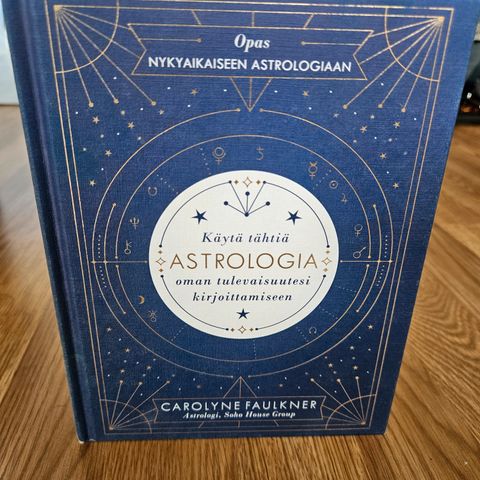 Opas
NYKYAIKAISEEN ASTROLOGIAAN
Käytä tähtiä
ASTROLOGIA
oman tulevaisuutesi
kirjoittamiseen
CAROLYNE FAULKNER
Astrologi, Soho House Group